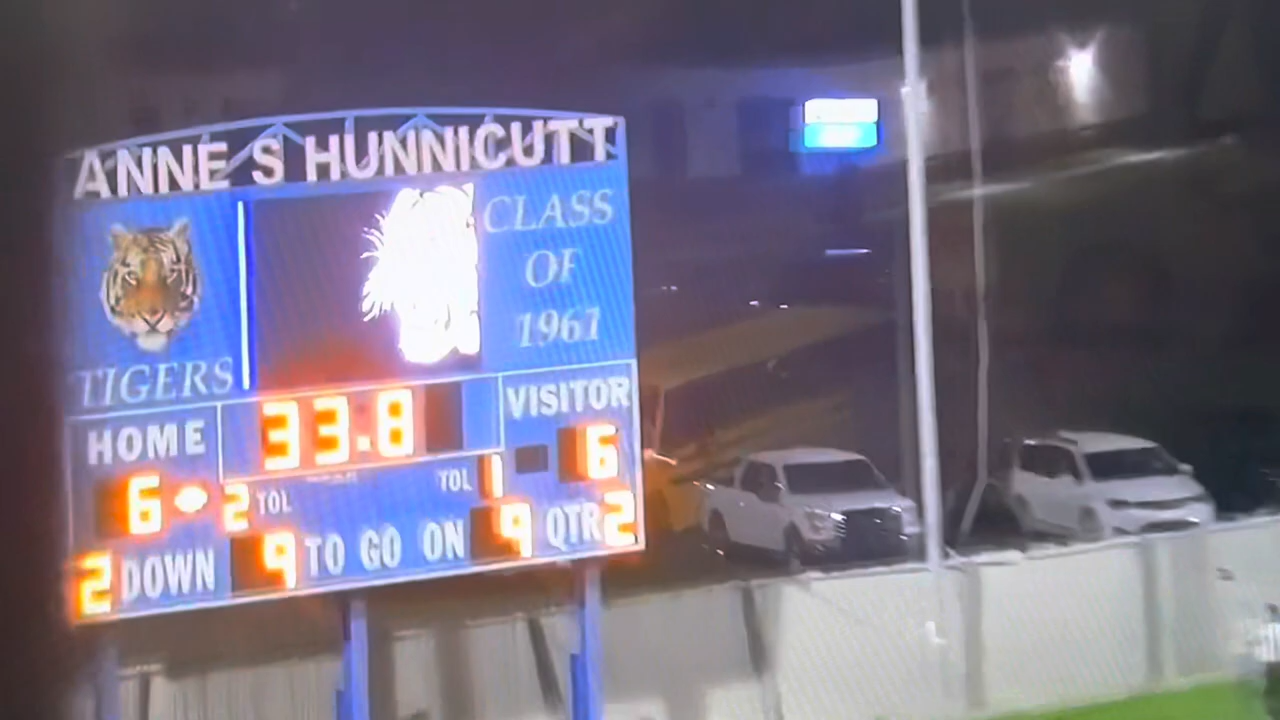 ANNE S HUNNICUTT
CLASS
OF
1961
TIGERS
HOME
33.8
VISITOR
6
2 TOL
TOL 1
6
2 DOWN 9 TO GO ON 9 QTR 2